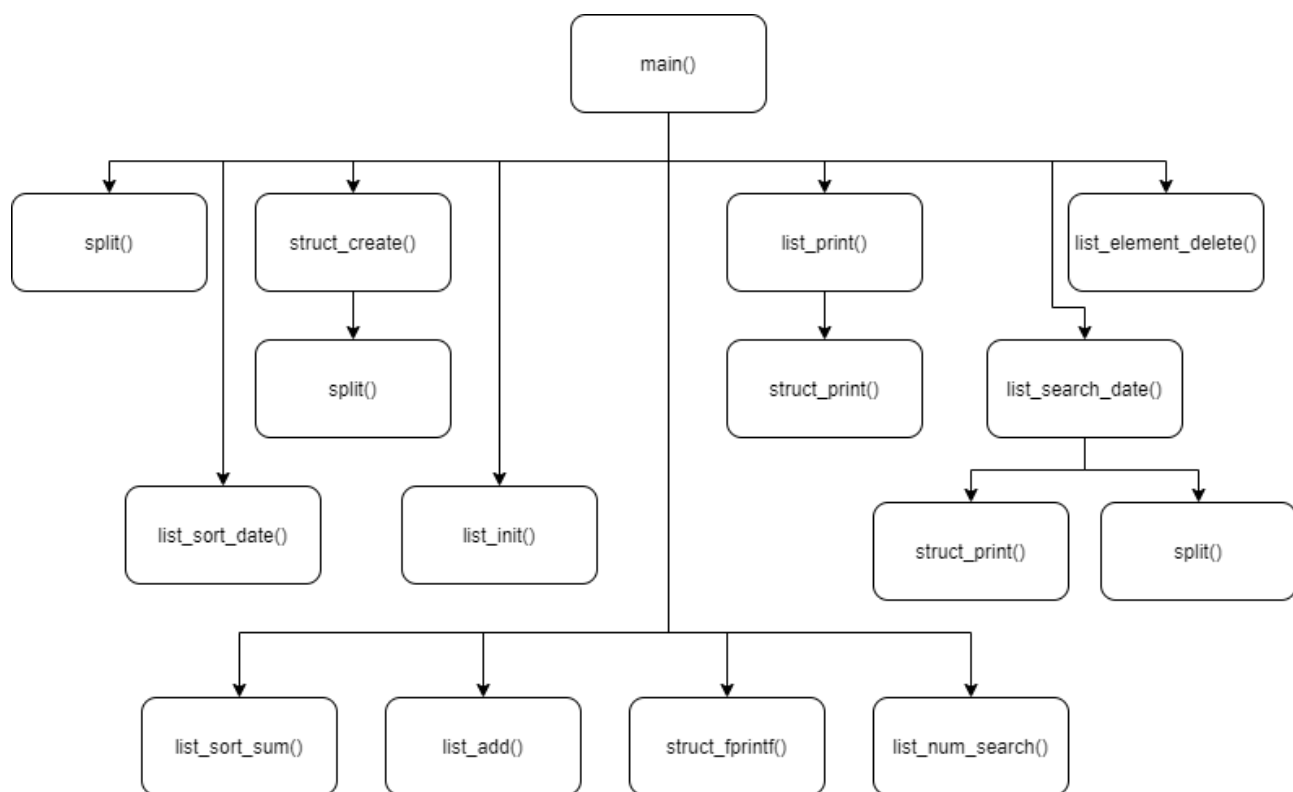 main()
split()
struct_create()
list_print()
list_element_delete()
split()
struct_print()
list_search_date()
list_sort_date()
list_init()
struct_print()
split()
list_sort_sum()
list_add()
struct_fprintf()
list_num_search()